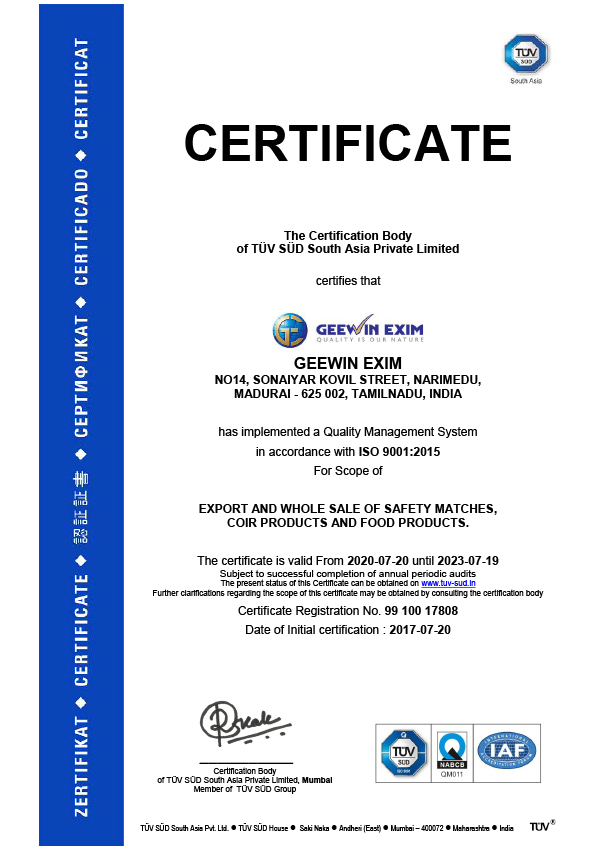 ZERTIFIKAT ◆ CERTIFICATE ◆ 認証証書 ◆ СЕРТИФИКАТ ◆ CERTIFICADO ◆ CERTIFICAT
TÜV
SÜD
South Asia
CERTIFICATE
The Certification Body
of TÜV SÜD South Asia Private Limited
certifies that
GEEWIN EXIM
QUALITY IS OUR NATURE
GEEWIN EXIM
NO14, SONAIYAR KOVIL STREET, NARIMEDU,
MADURAI - 625 002, TAMILNADU, INDIA
has implemented a Quality Management System
in accordance with ISO 9001:2015
For Scope of
EXPORT AND WHOLE SALE OF SAFETY MATCHES,
COIR PRODUCTS AND FOOD PRODUCTS.
The certificate is valid From 2020-07-20 until 2023-07-19
Subject to successful completion of annual periodic audits
The present status of this Certificate can be obtained on www.tuv-sud.in
Further clarifications regarding the scope of this certificate may be obtained by consulting the certification body
Certificate Registration No. 99 100 17808
Date of Initial certification : 2017-07-20
Certification Body
of TÜV SÜD South Asia Private Limited, Mumbai
Member of TÜV SÜD Group
Q
TÜV
SÜD
ISO 9001
NABCB
QM011
INTERNATIONAL
IAF
ACCREDITATION FORUM
TÜV SÜD South Asia Pvt. Ltd. ● TÜV SÜD House ● Saki Naka ● Andheri (East) ● Mumbai – 400072 ● Maharashtra ● India
TÜV®